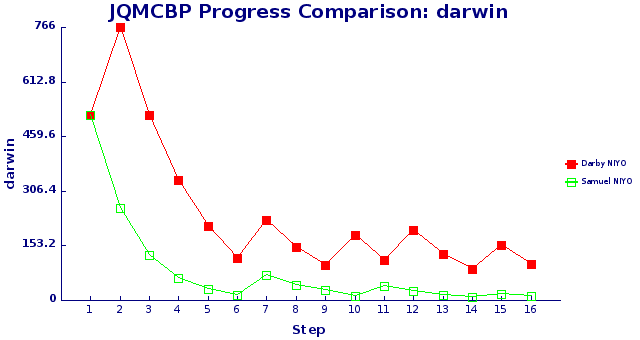 JQMCBP Progress Comparison: darwin
766
612.8
459.6
306.4
153.2
0
darwin
1 2 3 4 5 6 7 8 9 10 11 12 13 14 15 16
Step
Darby NIYO
Samuel NIYO